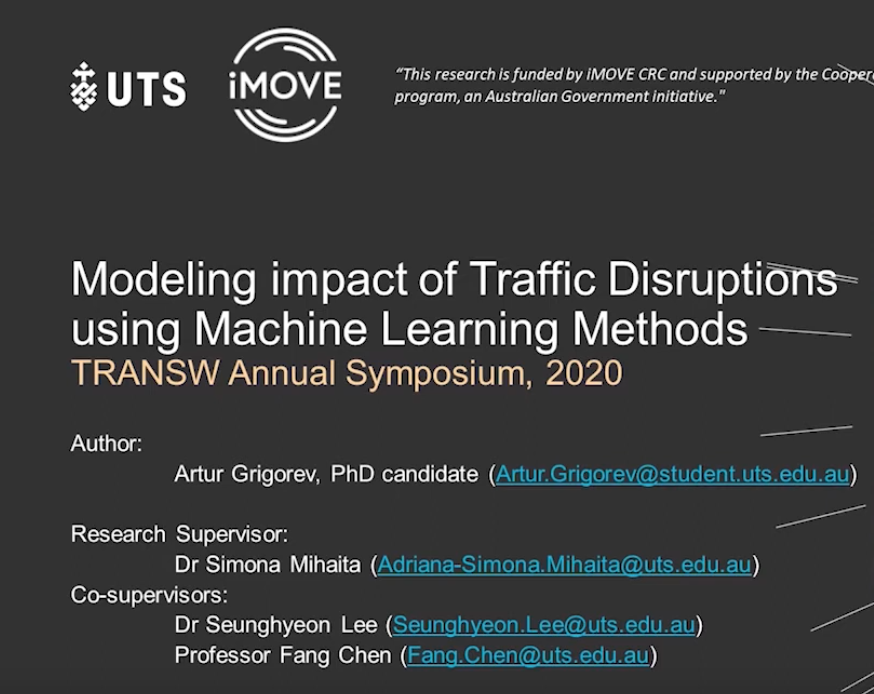 UTS
iMOVE
“This research is funded by iMOVE CRC and supported by the
program, an Australian Government initiative."
Modeling impact of Traffic Disruptions
using Machine Learning Methods
TRANSW Annual Symposium, 2020
Author:
Artur Grigorev, PhD candidate (Artur.Grigorev@student.uts.edu.au)
Research Supervisor:
Dr Simona Mihaita (Adriana-Simona.Mihaita@uts.edu.au)
Co-supervisors:
Dr Seunghyeon Lee (Seunghyeon.Lee@uts.edu.au)
Professor Fang Chen (Fang.Chen@uts.edu.au)